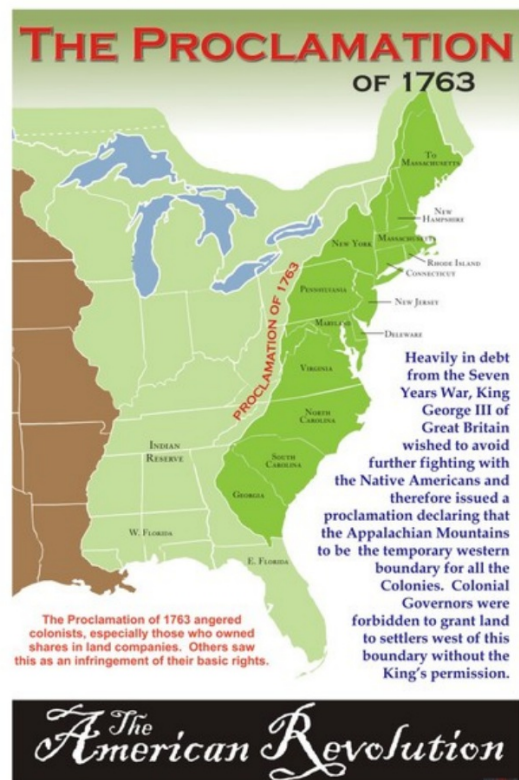 THE PROCLAMATION
OF 1763
TO
MASSACHUSETTS
NEW
HAMPSHIRE
NEW YORK
MASSACHUSETTS
RHODE ISLAND
CONNECTICUT
PENNSYLVANIA
NEW JERSEY
MARYLAND
DELEWARE
PROCLAMATION OF 1763
VIRGINIA
NORTH
CAROLINA
INDIAN
RESERVE
SOUTH
CAROLINA
GEORGIA
W. FLORIDA
E. FLORIDA
Heavily in debt
from the Seven
Years War, King
George III of
Great Britain
wished to avoid
further fighting with
the Native Americans and
therefore issued a
proclamation declaring that
the Appalachian Mountains
to be the temporary western
boundary for all the
Colonies. Colonial
Governors were
forbidden to grant land
to settlers west of this
boundary without the
King's permission.
The Proclamation of 1763 angered
colonists, especially those who owned
shares in land companies. Others saw
this as an infringement of their basic rights.
The
American Revolution